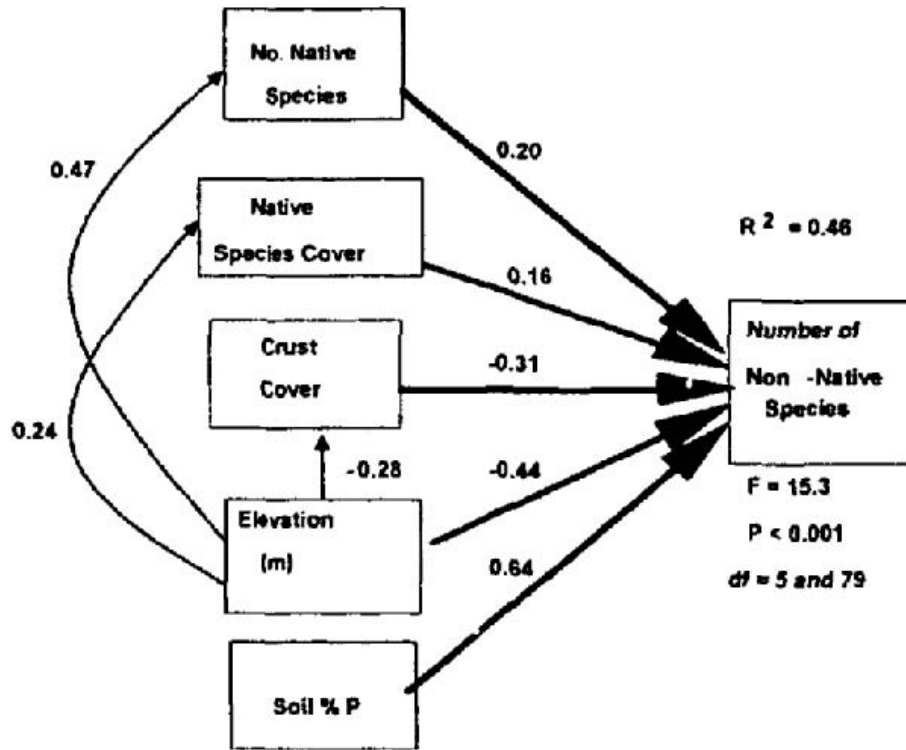 No. Native
Species
0.20
0.47
Native
Species Cover
R 2 = 0.46
0.16
Crust
Cover
-0.31
Number of
Non -Native
Species
0.24
-0.28
-0.44
Elevation
(m)
F = 15.3
P < 0.001
df = 5 and 79
0.64
Soil % P